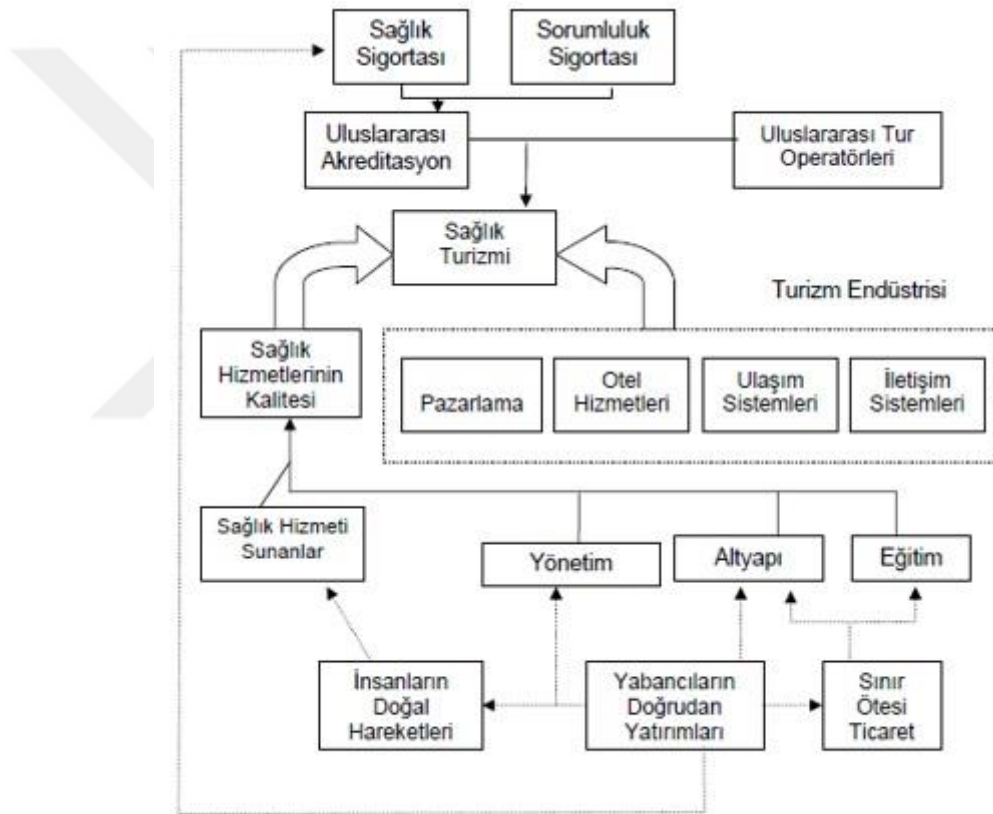 Sağlık
Sigortası
Sorumluluk
Sigortası
Uluslararası
Akreditasyon
Uluslararası Tur
Operatörleri
Sağlık
Turizmi
Turizm Endüstrisi
Sağlık
Hizmetlerinin
Kalitesi
Pazarlama
Otel
Hizmetleri
Ulaşım
Sistemleri
İletişim
Sistemleri
Sağlık Hizmeti
Sunanlar
Yönetim
Altyapı
Eğitim
İnsanların
Doğal
Hareketleri
Yabancıların
Doğrudan
Yatırımları
Sınır
Ötesi
Ticaret